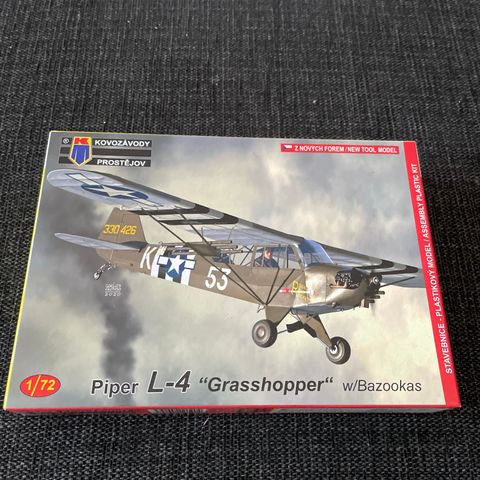 ® K KOVOZÁVODY
PROSTĚJOV
Z NOVÝCH FOREM / NEW TOOL MODEL
STAVEBNICE - PLASTIKOVÝ MODEL / ASSEMBLY PLASTIC KIT
330426
53
2020
1/72
Piper L-4 "Grasshopper" w/Bazookas